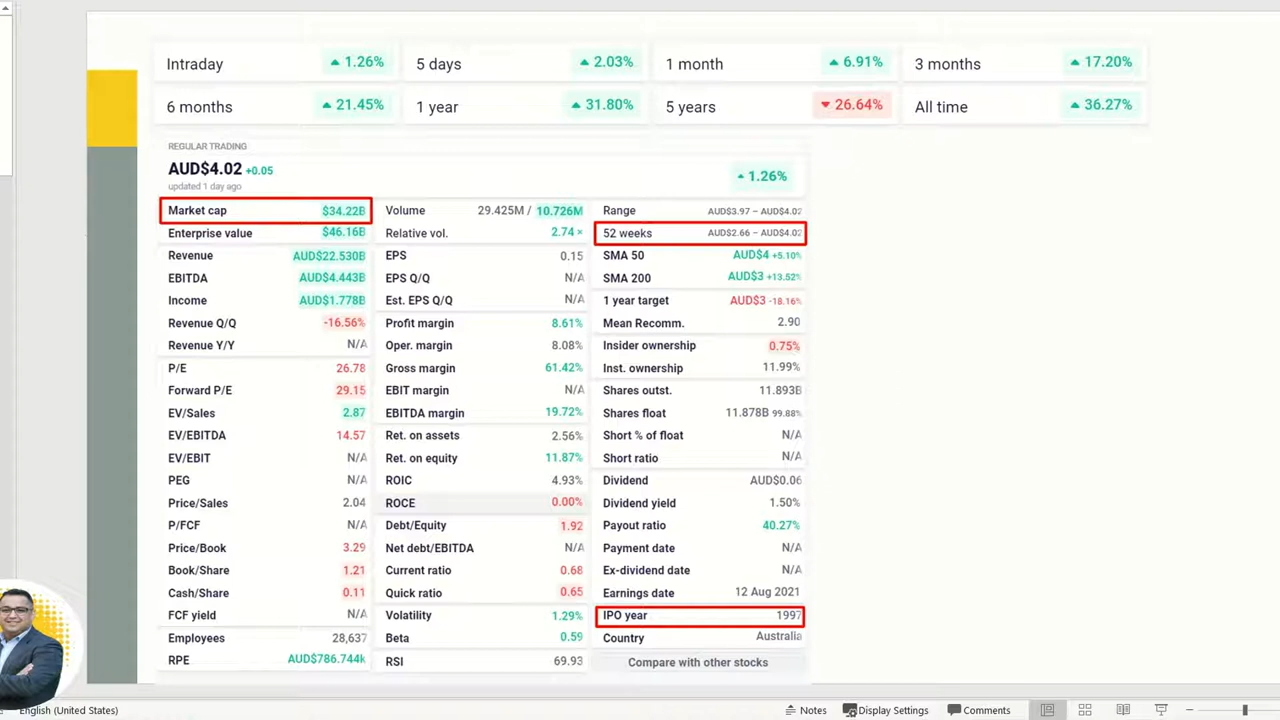 Intraday ▲ 1.26% 5 days ▲ 2.03% 1 month ▲ 6.91% 3 months ▲ 17.20%
6 months ▲ 21.45% 1 year ▲ 31.80% 5 years ▼ 26.64% All time ▲ 36.27%
REGULAR TRADING
AUD$4.02 +0.05 ▲ 1.26%
updated 1 day ago
Market cap $34.22B Volume 29.425M / 10.726M Range AUD$3.97 – AUD$4.02
Enterprise value $46.16B Relative vol. 2.74 × 52 weeks AUD$2.66 – AUD$4.02
Revenue AUD$22.530B EPS 0.15 SMA 50 AUD$4 +5.10%
EBITDA AUD$4.443B EPS Q/Q N/A SMA 200 AUD$3 +13.52%
Income AUD$1.778B Est. EPS Q/Q N/A 1 year target AUD$3 -18.16%
Revenue Q/Q -16.56% Profit margin 8.61% Mean Recomm. 2.90
Revenue Y/Y N/A Oper. margin 8.08% Insider ownership 0.75%
P/E 26.78 Gross margin 61.42% Inst. ownership 11.99%
Forward P/E 29.15 EBIT margin N/A Shares outst. 11.893B
EV/Sales 2.87 EBITDA margin 19.72% Shares float 11.878B 99.88%
EV/EBITDA 14.57 Ret. on assets 2.56% Short % of float N/A
EV/EBIT N/A Ret. on equity 11.87% Short ratio N/A
PEG N/A ROIC 4.93% Dividend AUD$0.06
Price/Sales 2.04 ROCE 0.00% Dividend yield 1.50%
P/FCF N/A Debt/Equity 1.92 Payout ratio 40.27%
Price/Book 3.29 Net debt/EBITDA N/A Payment date N/A
Book/Share 1.21 Current ratio 0.68 Ex-dividend date N/A
Cash/Share 0.11 Quick ratio 0.65 Earnings date 12 Aug 2021
FCF yield N/A Volatility 1.29% IPO year 1997
Employees 28,637 Beta 0.59 Country Australia
RPE AUD$786.744k RSI 69.93 Compare with other stocks
English (United States) Notes Display Settings Comments